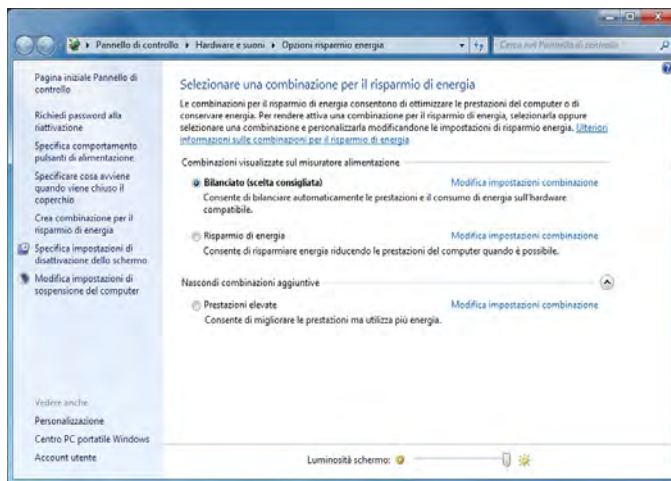 Pannello di controllo ▸ Hardware e suoni ▸ Opzioni risparmio energia
Cerca nel Pannello di controllo
Pagina iniziale Pannello di
controllo
Richiedi password alla
riattivazione
Specifica comportamento
pulsanti di alimentazione
Specificare cosa avviene
quando viene chiuso il
coperchio
Crea combinazione per il
risparmio di energia
Specifica impostazioni di
disattivazione dello schermo
Modifica impostazioni di
sospensione del computer
Vedere anche
Personalizzazione
Centro PC portatile Windows
Account utente
Selezionare una combinazione per il risparmio di energia
Le combinazioni per il risparmio di energia consentono di ottimizzare le prestazioni del computer o di
conservare energia. Per rendere attiva una combinazione per il risparmio di energia, selezionarla oppure
selezionare una combinazione e personalizzarla modificandone le impostazioni di risparmio energia. Ulteriori
informazioni sulle combinazioni per il risparmio di energia
Combinazioni visualizzate sul misuratore alimentazione
Bilanciato (scelta consigliata) Modifica impostazioni combinazione
Consente di bilanciare automaticamente le prestazioni e il consumo di energia sull'hardware
compatibile.
Risparmio di energia Modifica impostazioni combinazione
Consente di risparmiare energia riducendo le prestazioni del computer quando è possibile.
Nascondi combinazioni aggiuntive
Prestazioni elevate Modifica impostazioni combinazione
Consente di migliorare le prestazioni ma utilizza più energia.
Luminosità schermo: